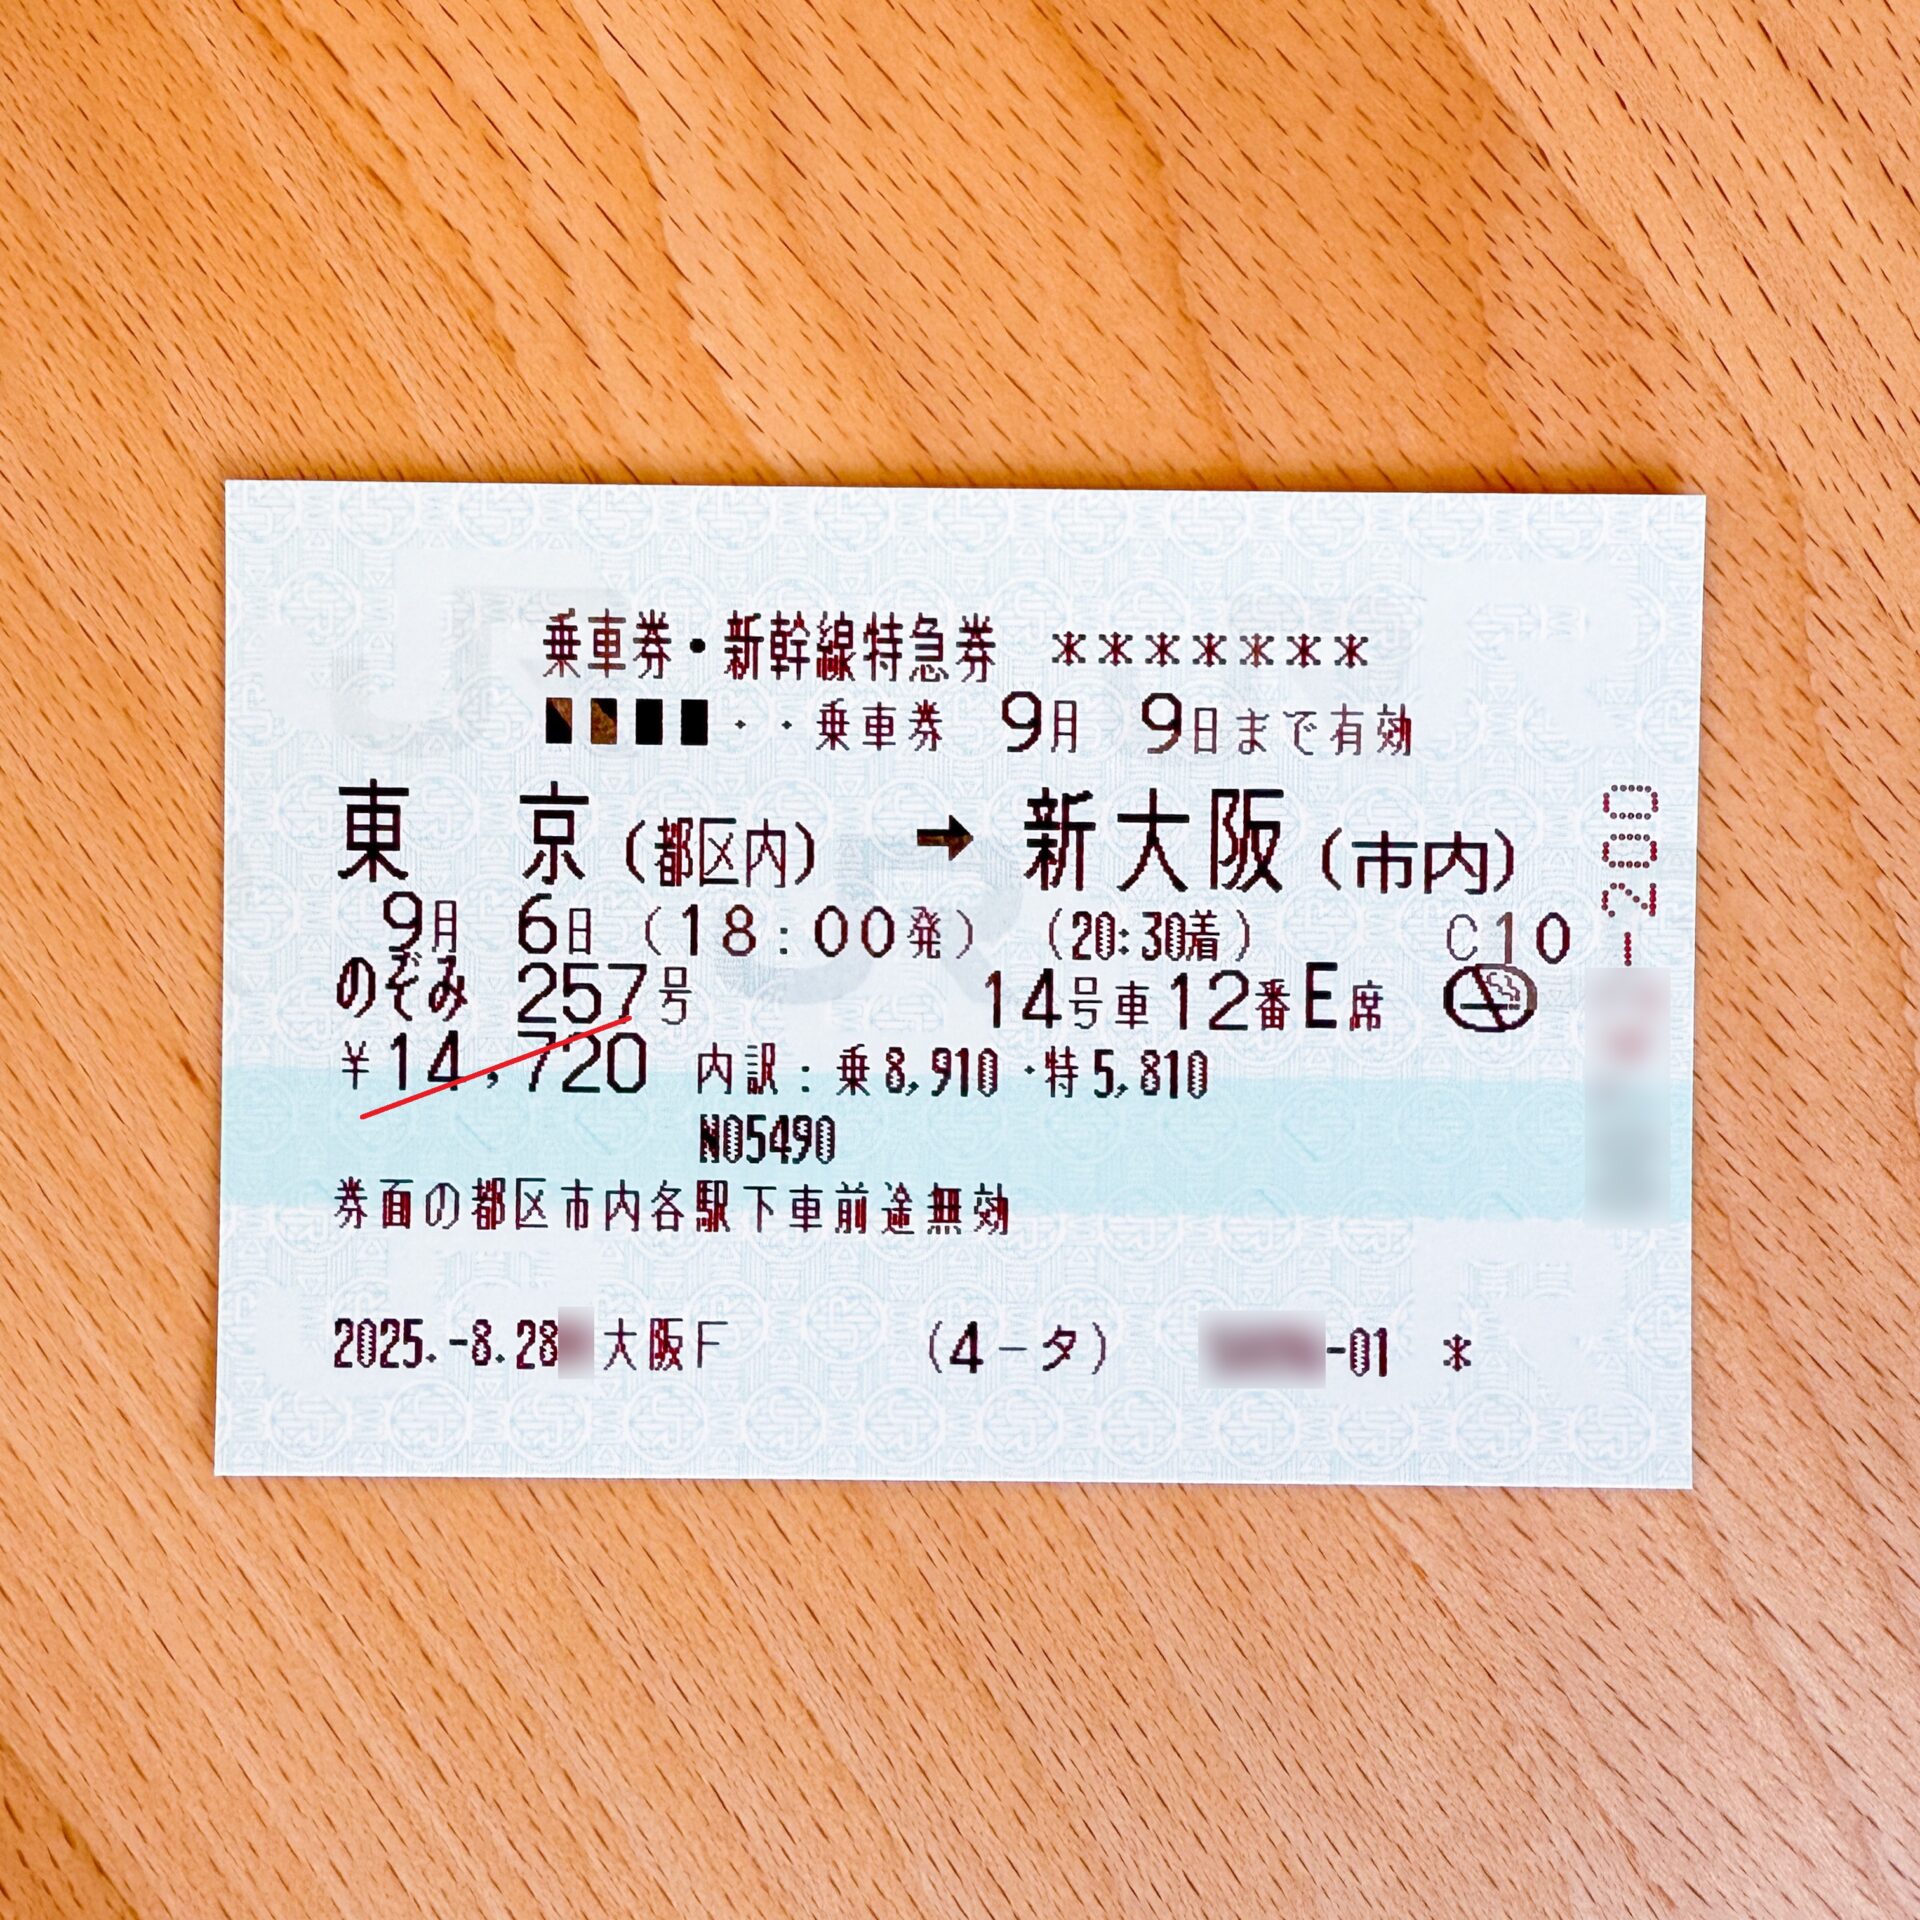 乗車券・新幹線特急券 *******
■■■■・・乗車券 9月 9日まで有効
東 京(都区内) → 新大阪(市内)
9月 6日(18:00発) (20:30着) C10
のぞみ 257号 14号車12番E席
¥14,720 内訳:乗8,910・特5,810
N05490
券面の都区市内各駅下車前途無効
2025.-8.28 大阪F (4-タ) -01 *
-200